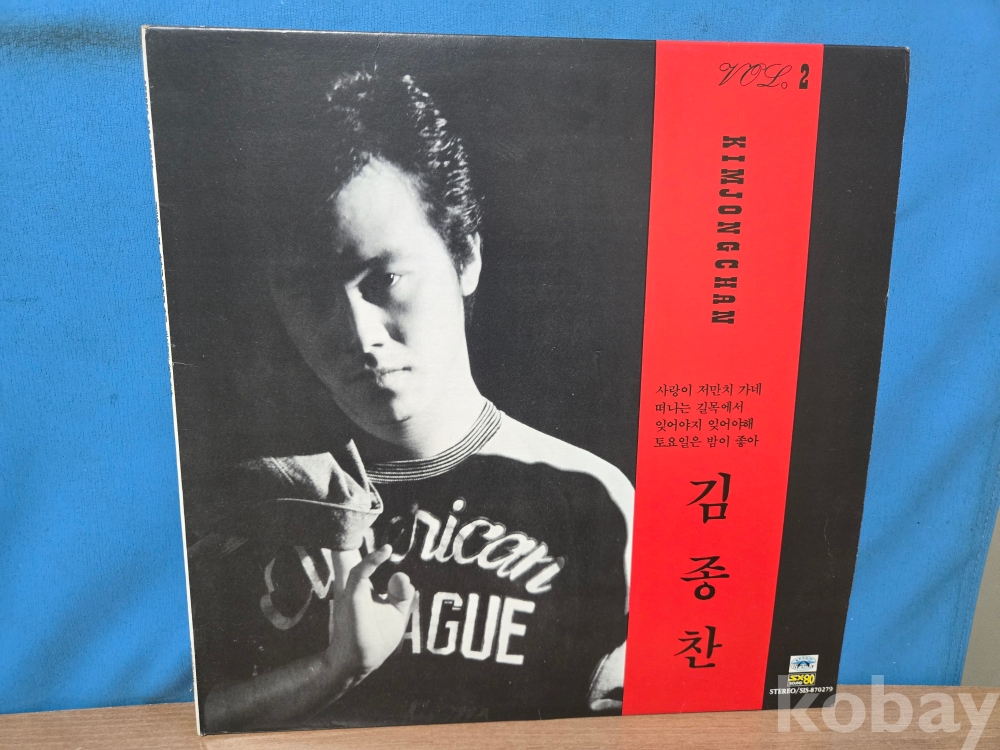 VOL. 2
KIMJONGCHAN
사랑이 저만치 가네
떠나는 길목에서
잊어야지 잊어야해
토요일은 밤이 좋아
김종찬
American
LEAGUE
SOUND 90
STEREO/SIS-870279
kobay